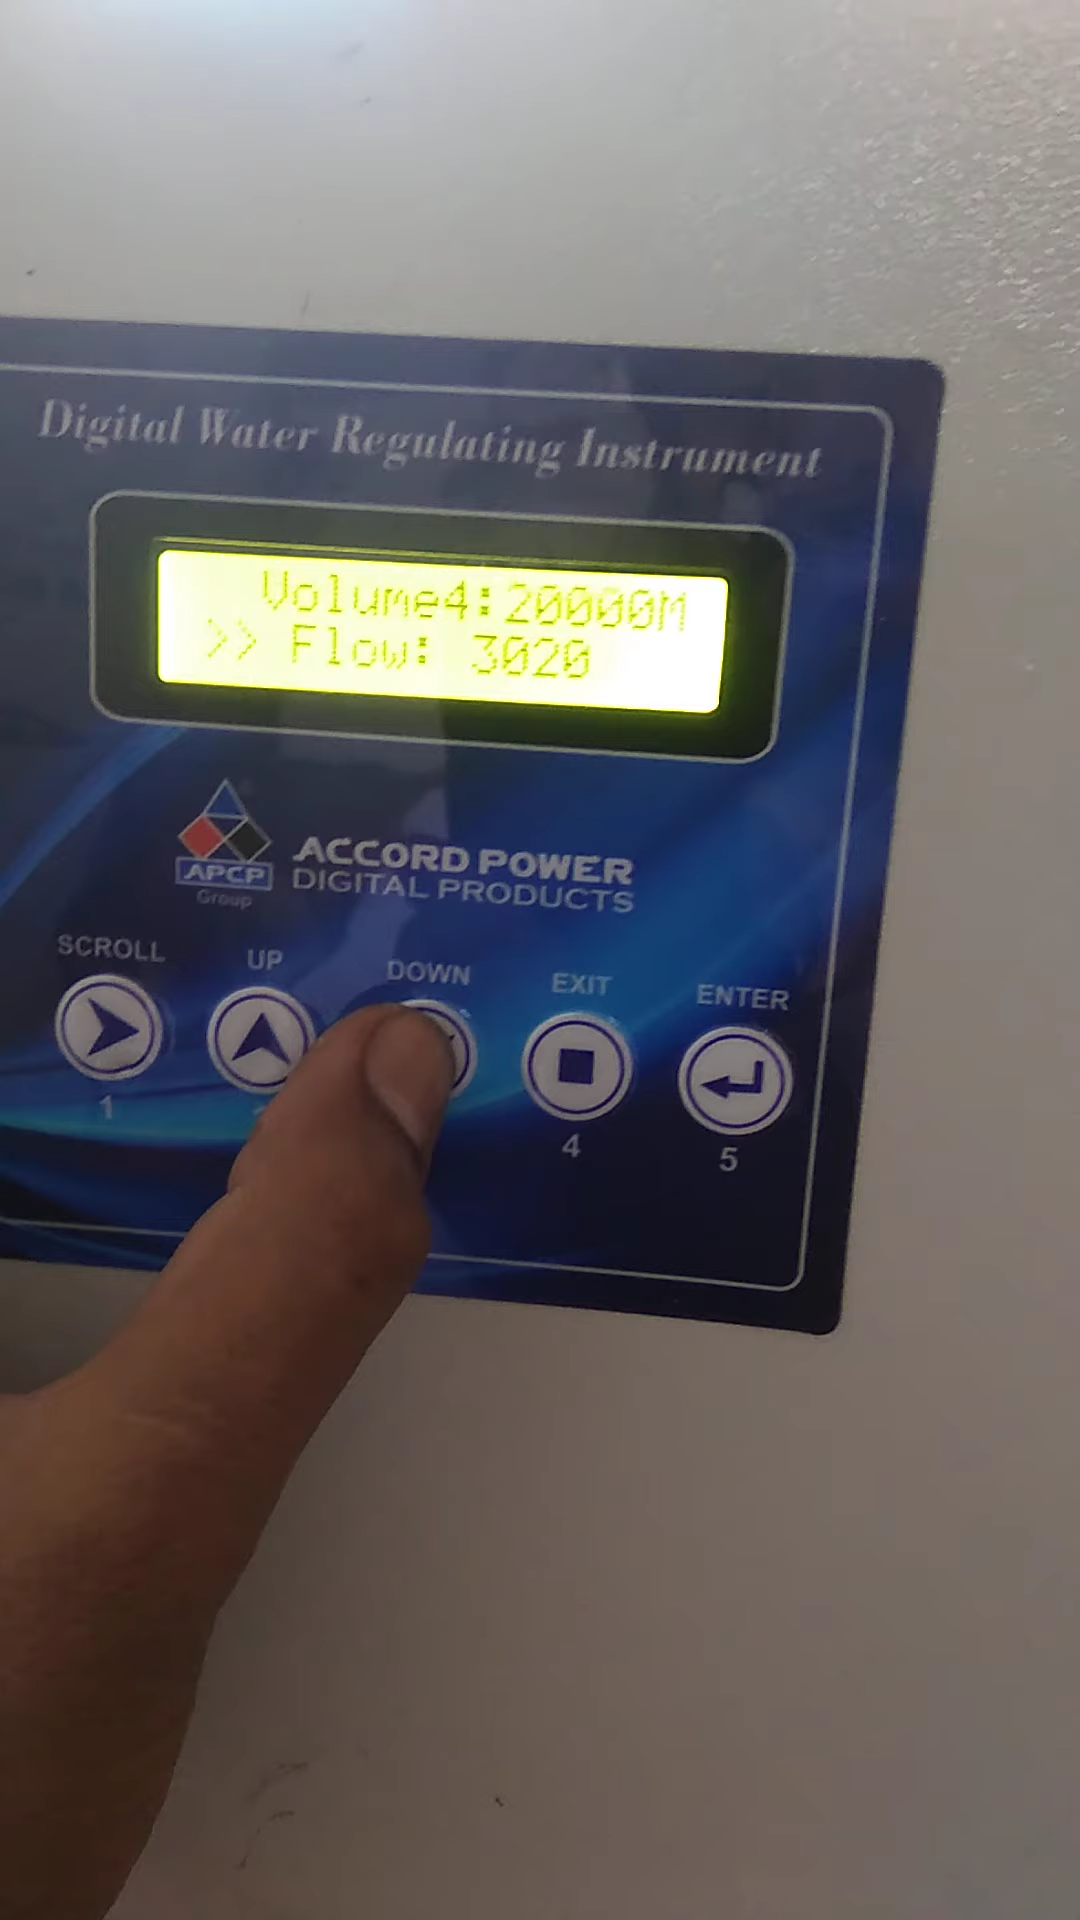 Digital Water Regulating Instrument
Volume4:20000M
>> Flow: 3020
APCP
Group
ACCORD POWER
DIGITAL PRODUCTS
SCROLL UP DOWN EXIT ENTER
1 4 5